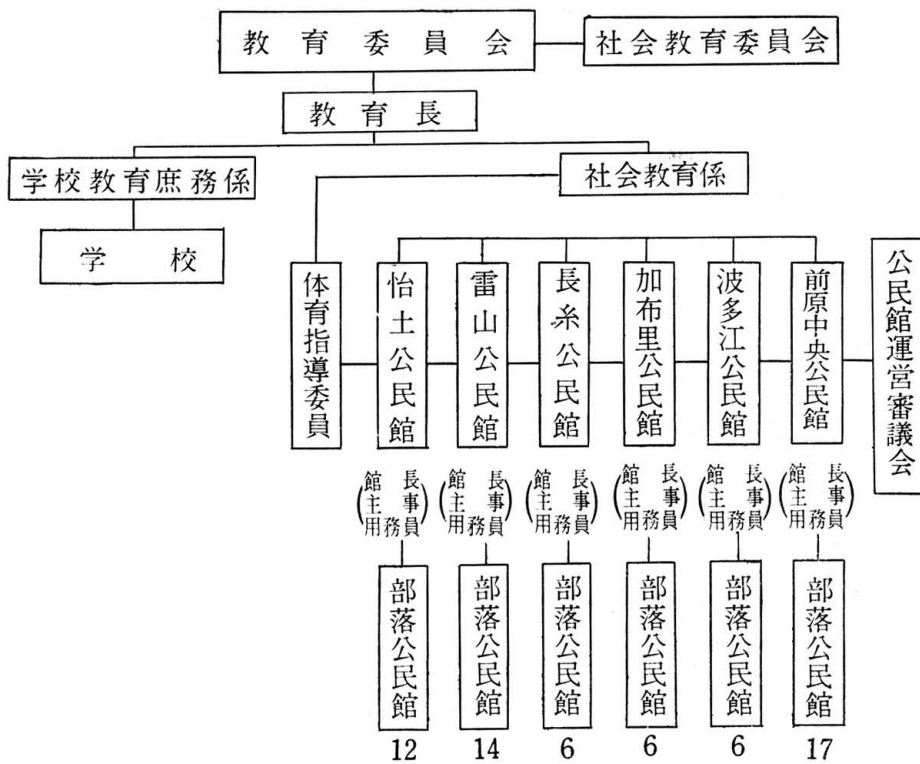 教育委員会
社会教育委員会
教育長
学校教育庶務係
社会教育係
学校
体育指導委員
怡土公民館
雷山公民館
長糸公民館
加布里公民館
波多江公民館
前原中央公民館
公民館運営審議会
(館長
主事
用務員)
(館長
主事
用務員)
(館長
主事
用務員)
(館長
主事
用務員)
(館長
主事
用務員)
(館長
主事
用務員)
部落公民館
部落公民館
部落公民館
部落公民館
部落公民館
部落公民館
12
14
6
6
6
17